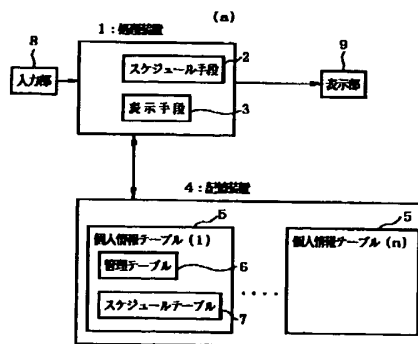 (a)
8
1:処理装置
2
スケジュール手段
入力部
表示手段
3
9
表示部
4:記憶装置
5
個人情報テーブル(1)
管理テーブル
6
スケジュールテーブル
7
....
5
個人情報テーブル(n)